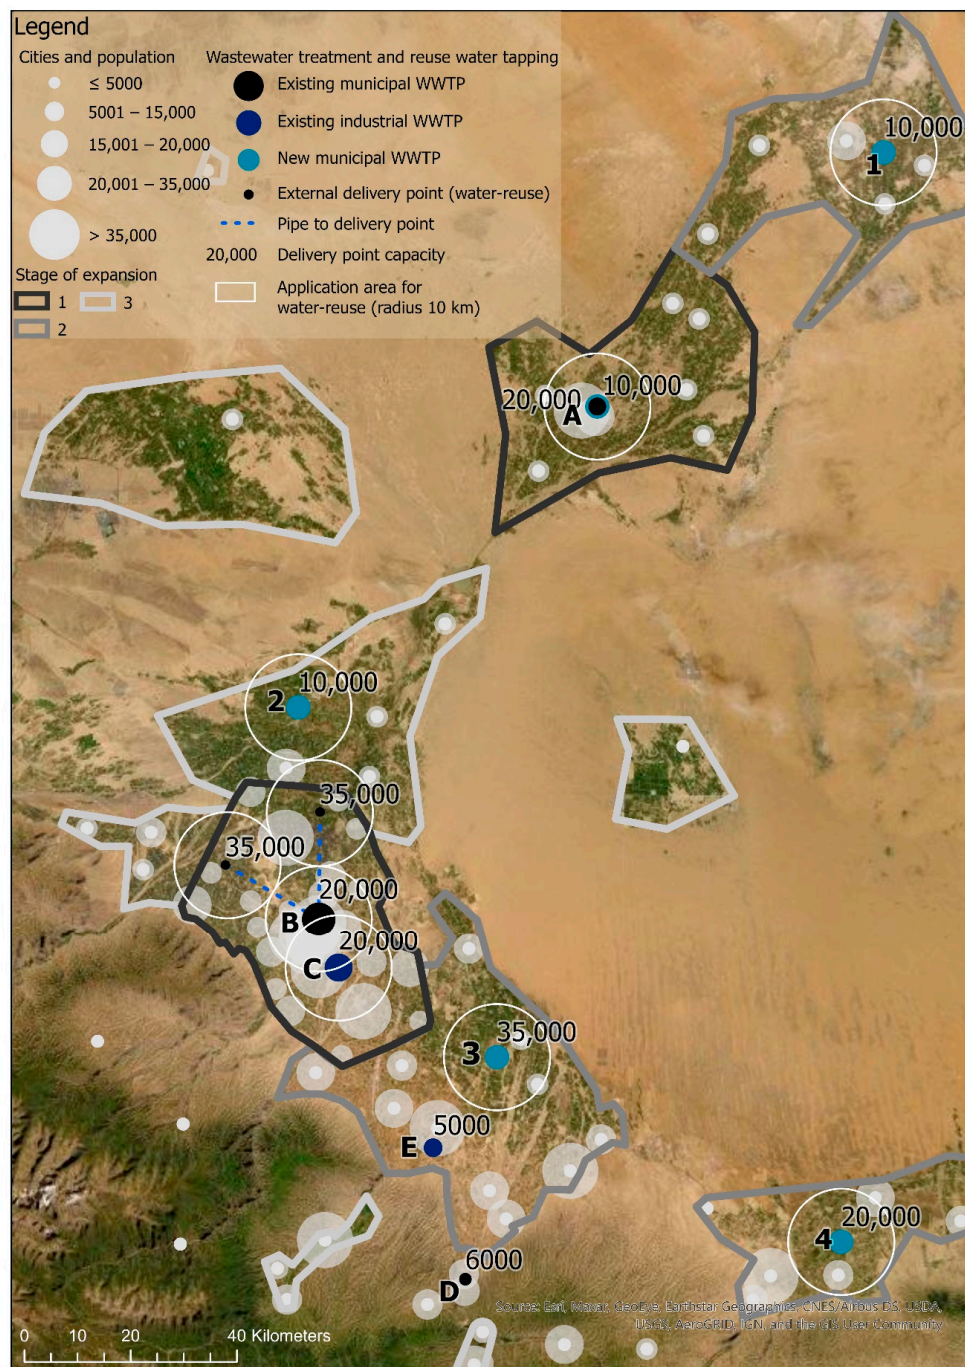 Legend
Cities and population
≤ 5000
5001 – 15,000
15,001 – 20,000
20,001 – 35,000
> 35,000
Stage of expansion
1 3
2
Wastewater treatment and reuse water tapping
Existing municipal WWTP
Existing industrial WWTP
New municipal WWTP
External delivery point (water-reuse)
Pipe to delivery point
20,000 Delivery point capacity
Application area for
water-reuse (radius 10 km)
10,000
1
20,000 10,000
A
10,000
2
35,000
35,000
20,000
B
20,000
C
35,000
3
5000
E
20,000
4
6000
D
Source: Esri, Maxar, GeoEye, Earthstar Geographics, CNES/Airbus DS, USDA,
USGS, AeroGRID, IGN, and the GIS User Community
0 10 20 40 Kilometers